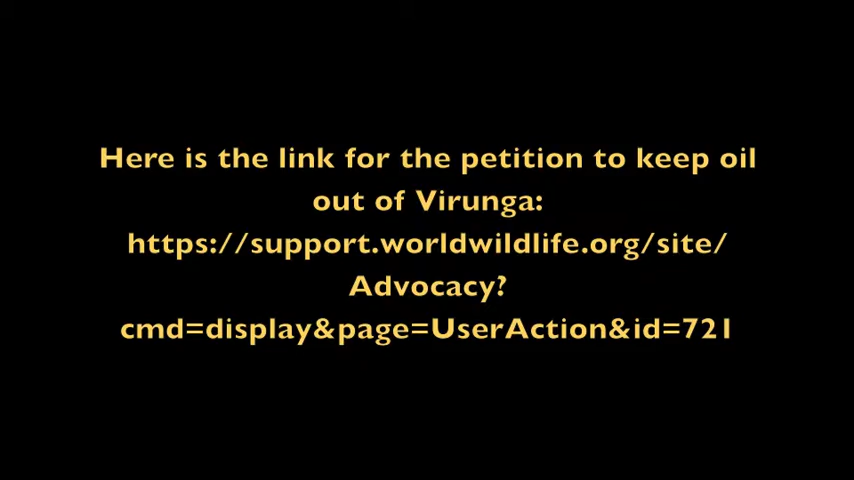 Here is the link for the petition to keep oil
out of Virunga:
https://support.worldwildlife.org/site/
Advocacy?
cmd=display&page=UserAction&id=721